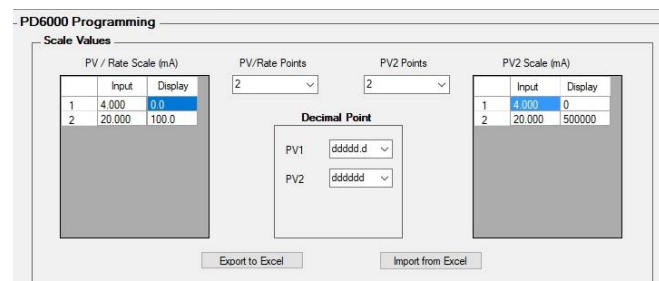 PD6000 Programming
Scale Values
PV / Rate Scale (mA) PV/Rate Points PV2 Points PV2 Scale (mA)
Input Display 2 2 Input Display
1 4.000 0.0 1 4.000 0
2 20.000 100.0 2 20.000 500000
Decimal Point
PV1 ddddd.d
PV2 dddddd
Export to Excel Import from Excel